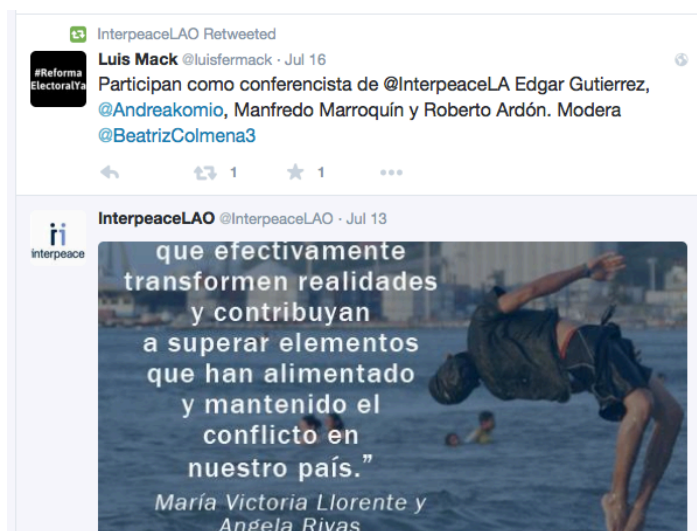 InterpeaceLAO Retweeted
Luis Mack @luisfermack · Jul 16
#Reforma
ElectoralYa
Participan como conferencista de @InterpeaceLA Edgar Gutierrez,
@Andreakomio, Manfredo Marroquín y Roberto Ardón. Modera
@BeatrizColmena3
1 1
InterpeaceLAO @InterpeaceLAO · Jul 13
interpeace
que efectivamente
transformen realidades
y contribuyan
a superar elementos
que han alimentado
y mantenido el
conflicto en
nuestro país."
María Victoria Llorente y
Angela Rivas